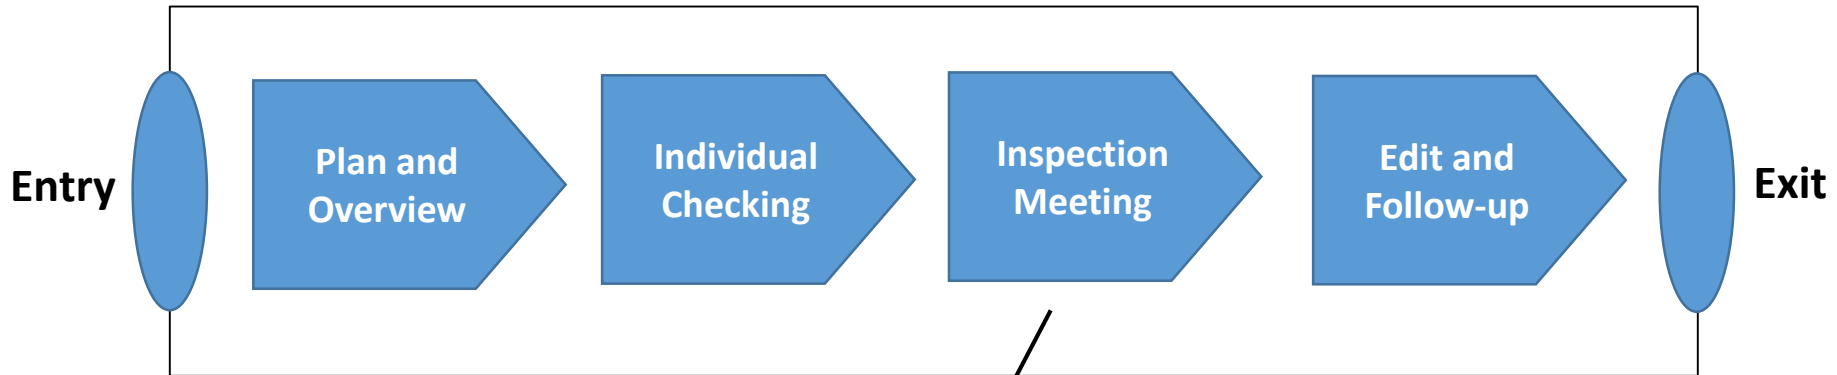 Entry
Plan and
Overview
Individual
Checking
Inspection
Meeting
Edit and
Follow-up
Exit